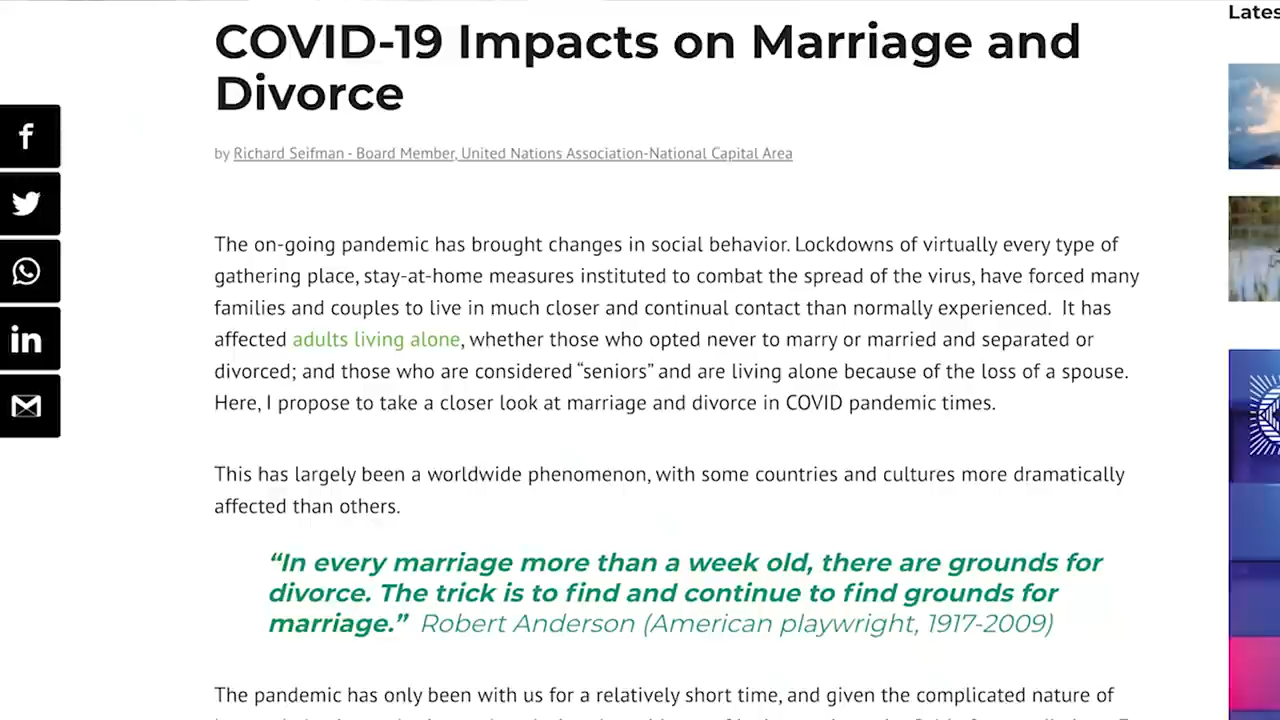 Lates
COVID-19 Impacts on Marriage and
Divorce
by Richard Seifman - Board Member, United Nations Association-National Capital Area
The on-going pandemic has brought changes in social behavior. Lockdowns of virtually every type of
gathering place, stay-at-home measures instituted to combat the spread of the virus, have forced many
families and couples to live in much closer and continual contact than normally experienced.  It has
affected adults living alone, whether those who opted never to marry or married and separated or
divorced; and those who are considered “seniors” and are living alone because of the loss of a spouse.
Here, I propose to take a closer look at marriage and divorce in COVID pandemic times.
This has largely been a worldwide phenomenon, with some countries and cultures more dramatically
affected than others.
“In every marriage more than a week old, there are grounds for
divorce. The trick is to find and continue to find grounds for
marriage.”  Robert Anderson (American playwright, 1917-2009)
The pandemic has only been with us for a relatively short time, and given the complicated nature of